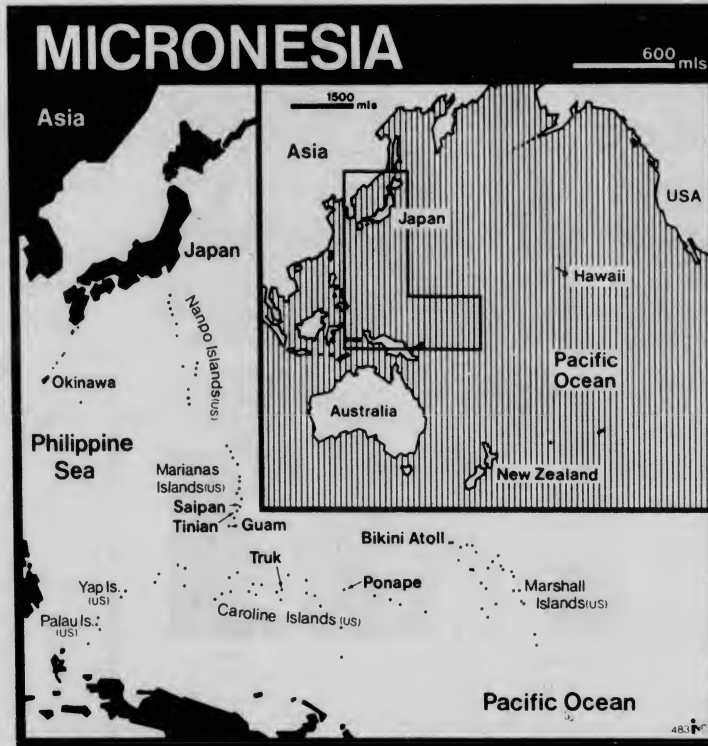 MICRONESIA
600 mls
Asia
Japan
Nanpo Islands (US)
Okinawa
Philippine
Sea
Marianas
Islands (US)
Saipan
Tinian
Guam
Truk
Ponape
Bikini Atoll
Marshall
Islands (US)
Yap Is.
(US)
Palau Is.
(US)
Caroline Islands (US)
Pacific Ocean
483
1500
mls
Asia
Japan
USA
Hawaii
Pacific
Ocean
Australia
New Zealand